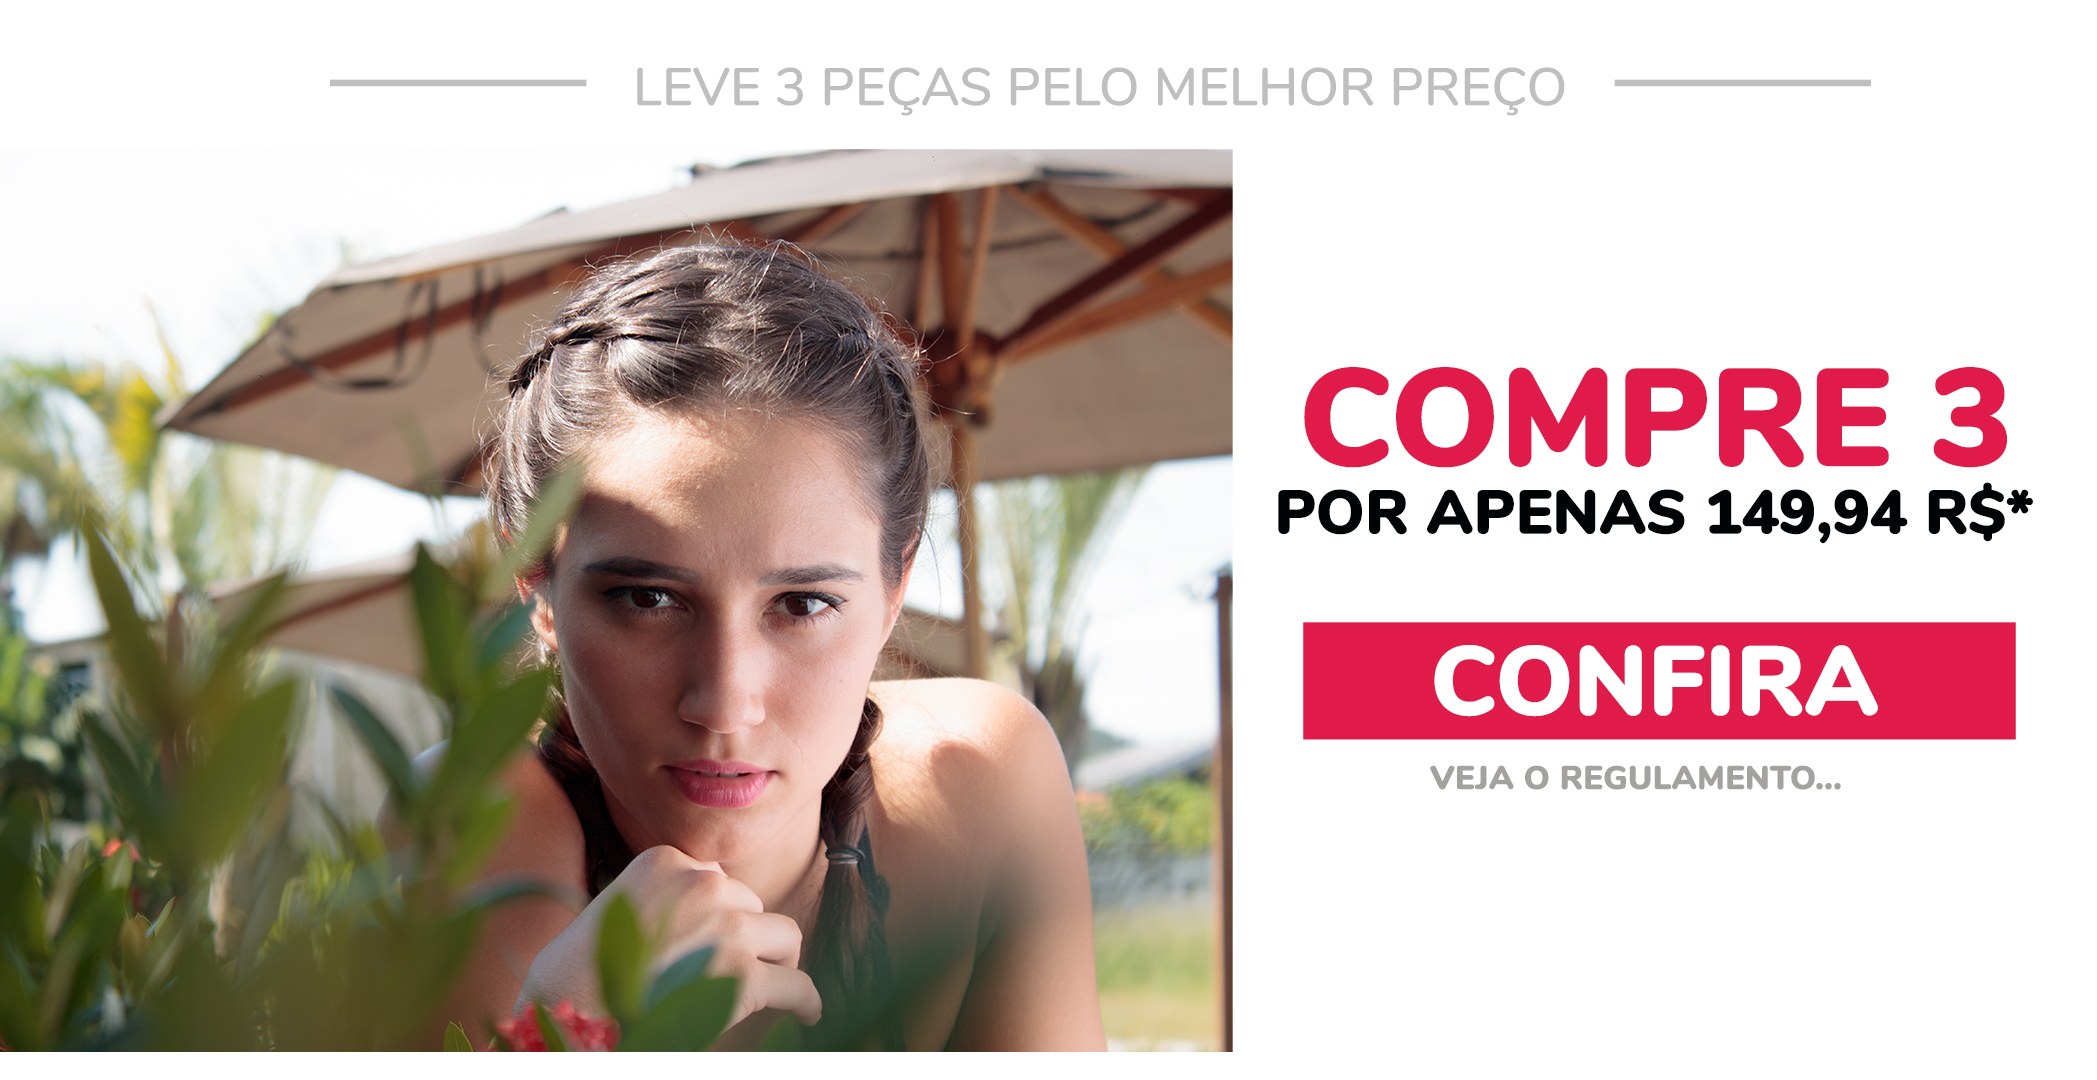 LEVE 3 PEÇAS PELO MELHOR PREÇO
COMPRE 3
POR APENAS 149,94 R$*
CONFIRA
VEJA O REGULAMENTO...